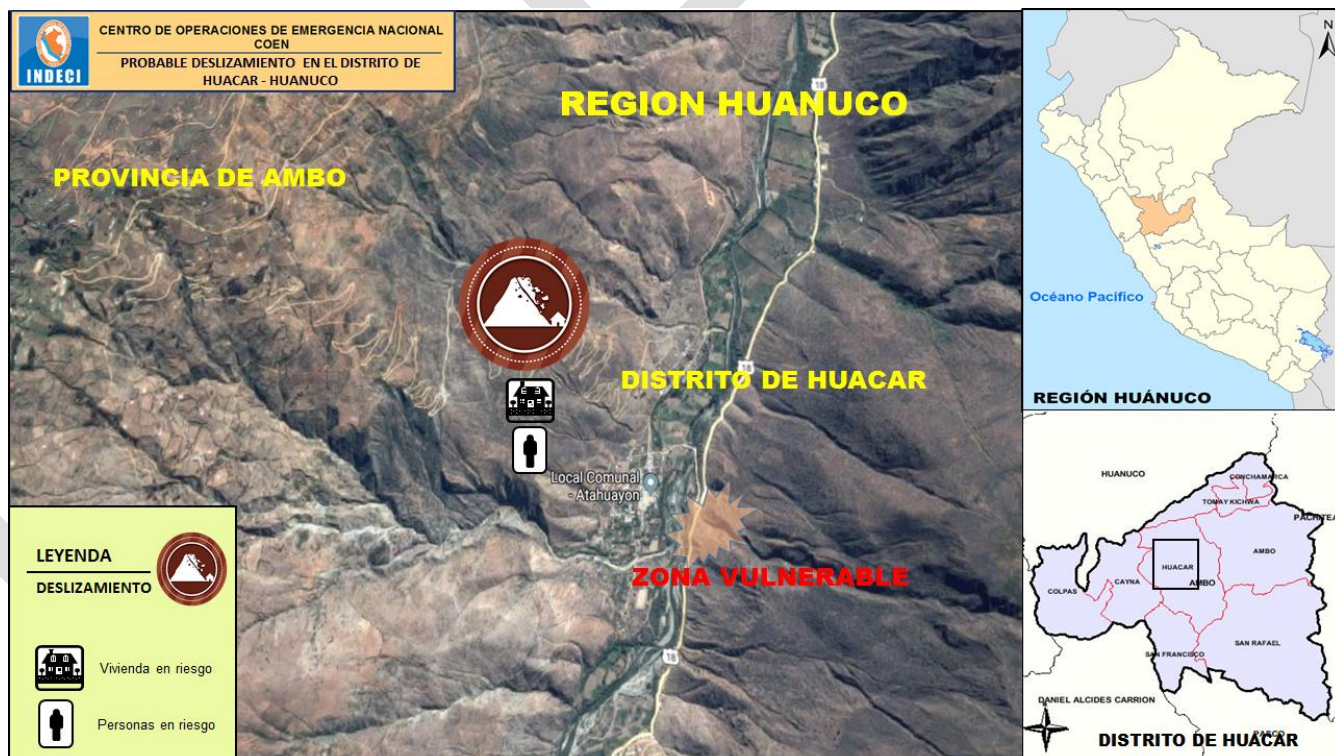 INDECI
CENTRO DE OPERACIONES DE EMERGENCIA NACIONAL
COEN
PROBABLE DESLIZAMIENTO EN EL DISTRITO DE
HUACAR - HUANUCO
18
REGION HUANUCO
PROVINCIA DE AMBO
18
DISTRITO DE HUACAR
Local Comunal
- Atahuayon
ZONA VULNERABLE
18
LEYENDA
DESLIZAMIENTO
Vivienda en riesgo
Personas en riesgo
N
Océano Pacífico
REGIÓN HUÁNUCO
HUANUCO
CONCHAMARCA
TOMAY KICHWA
PACHITEA
AMBO
HUACAR
CAYNA
AMBO
COLPAS
SAN RAFAEL
SAN FRANCISCO
DANIEL ALCIDES CARRION
PASCO
DISTRITO DE HUACAR